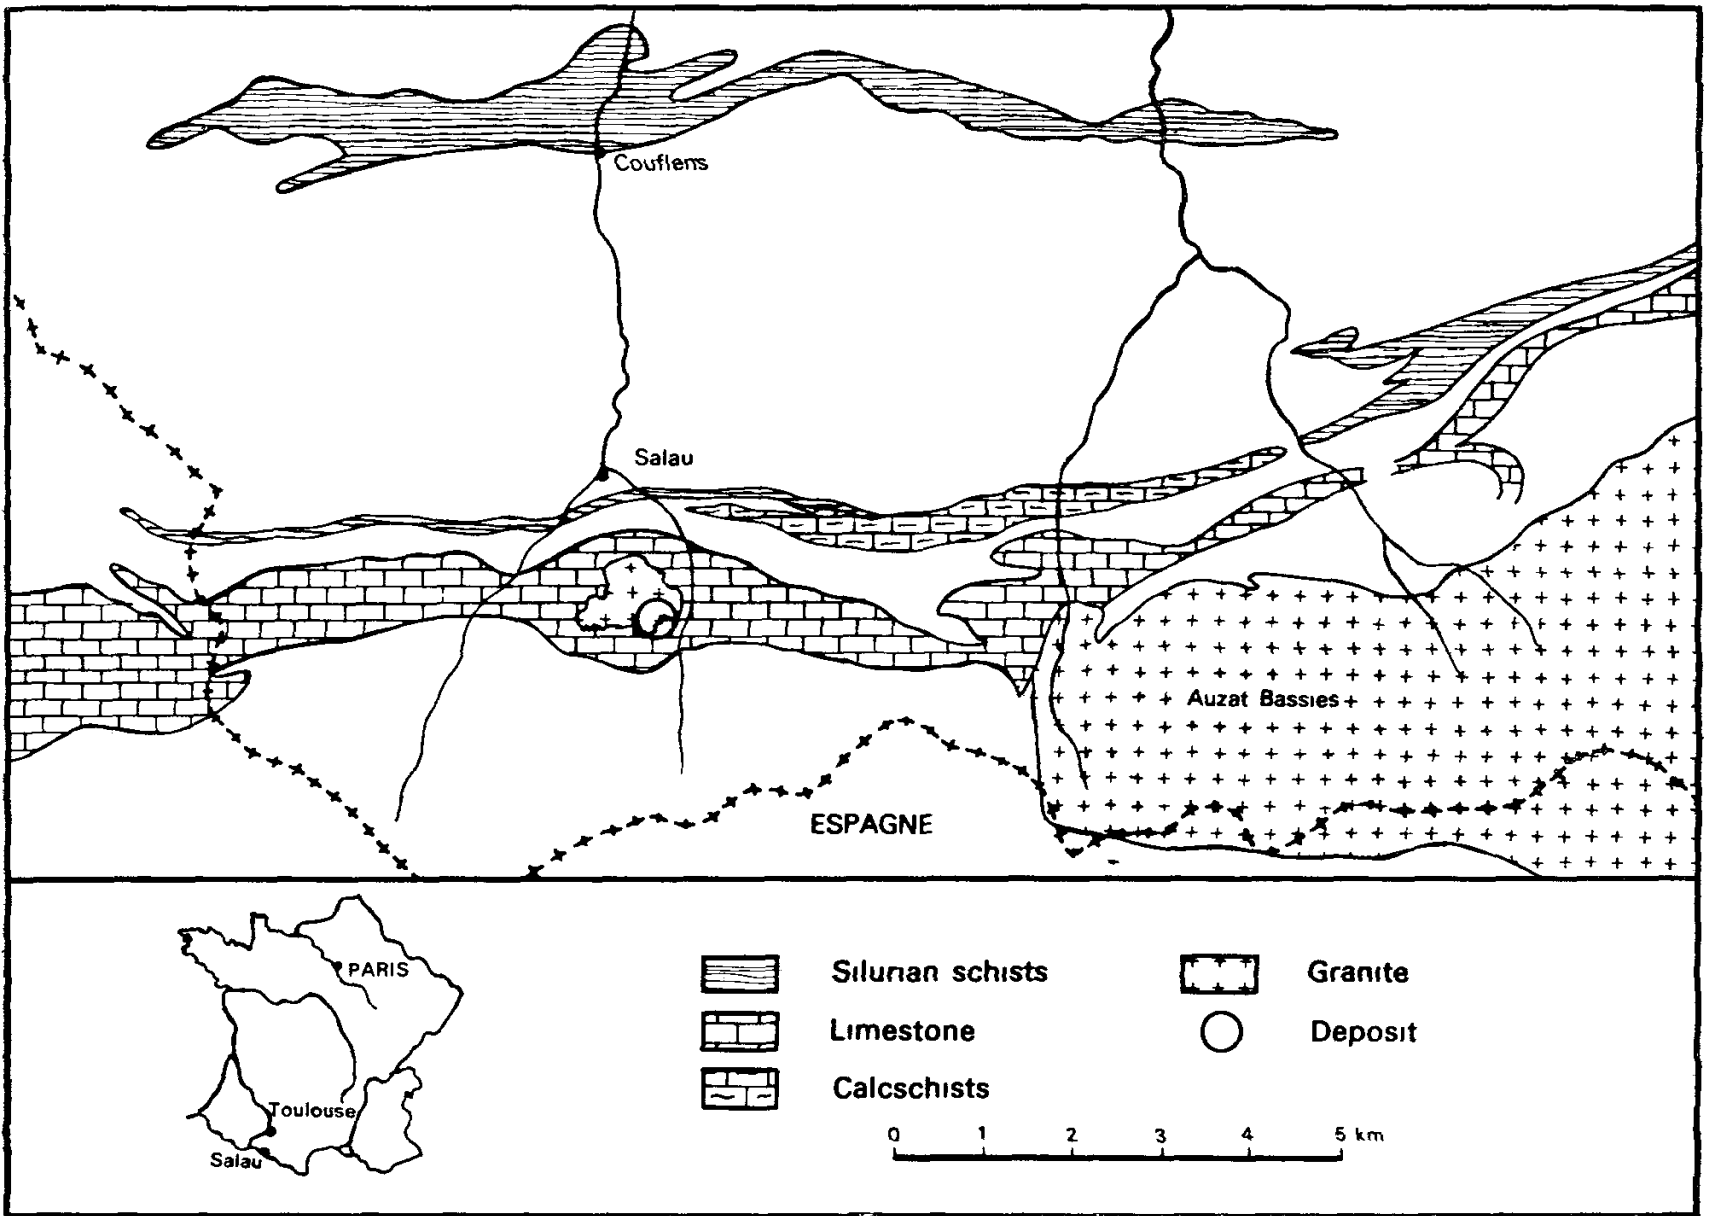 Couflens
Salau
Auzat Bassies
ESPAGNE
PARIS
Toulouse
Salau
Silurian schists
Limestone
Calcschists
Granite
Deposit
0 1 2 3 4 5 km